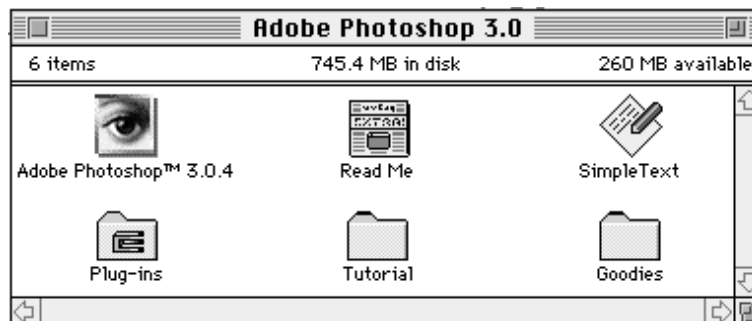 Adobe Photoshop 3.0
6 items 745.4 MB in disk 260 MB available
Adobe Photoshop™ 3.0.4 Read Me SimpleText
Plug-ins Tutorial Goodies